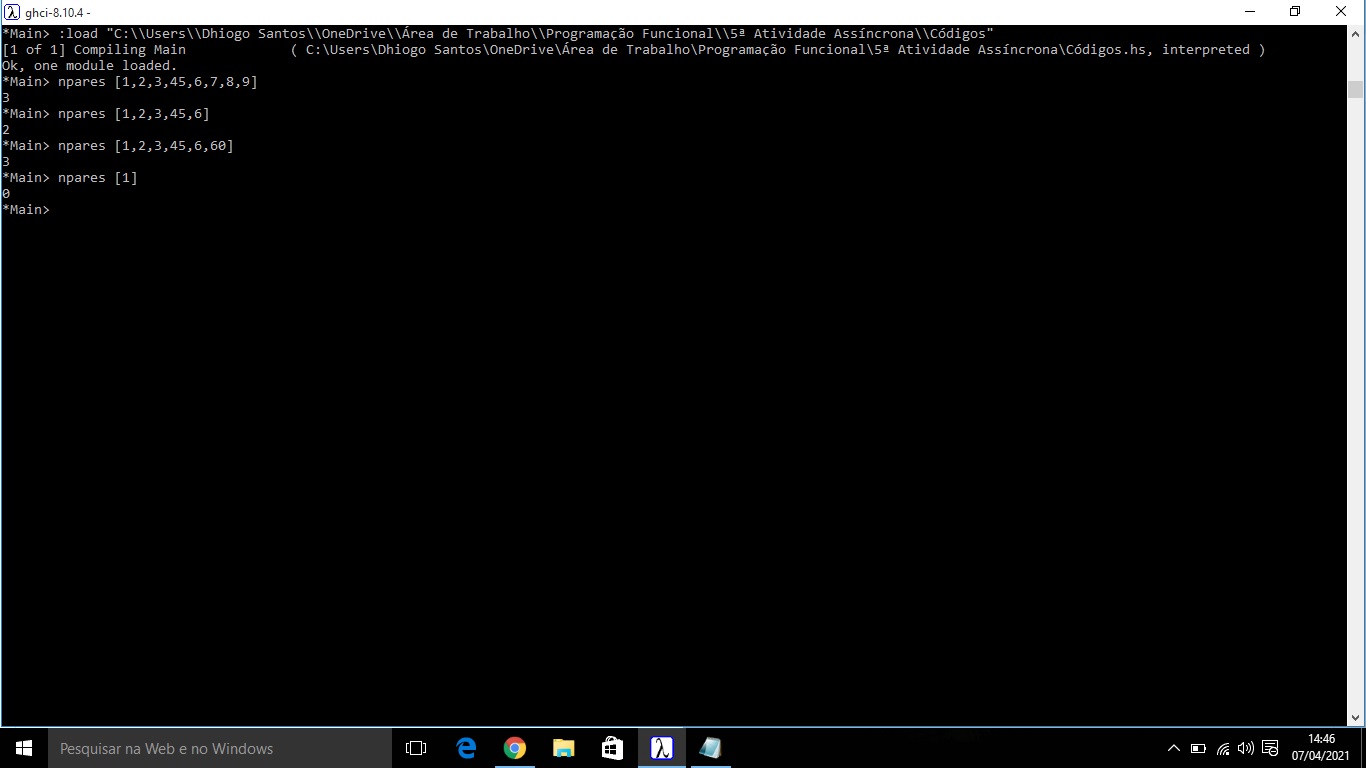 ghci-8.10.4 -
*Main> :load "C:\\Users\\Dhiogo Santos\\OneDrive\\Área de Trabalho\\Programação Funcional\\5ª Atividade Assíncrona\\Códigos"
[1 of 1] Compiling Main             ( C:\Users\Dhiogo Santos\OneDrive\Área de Trabalho\Programação Funcional\5ª Atividade Assíncrona\Códigos.hs, interpreted )
Ok, one module loaded.
*Main> npares [1,2,3,45,6,7,8,9]
3
*Main> npares [1,2,3,45,6]
2
*Main> npares [1,2,3,45,6,60]
3
*Main> npares [1]
0
*Main>
Pesquisar na Web e no Windows
14:46
07/04/2021